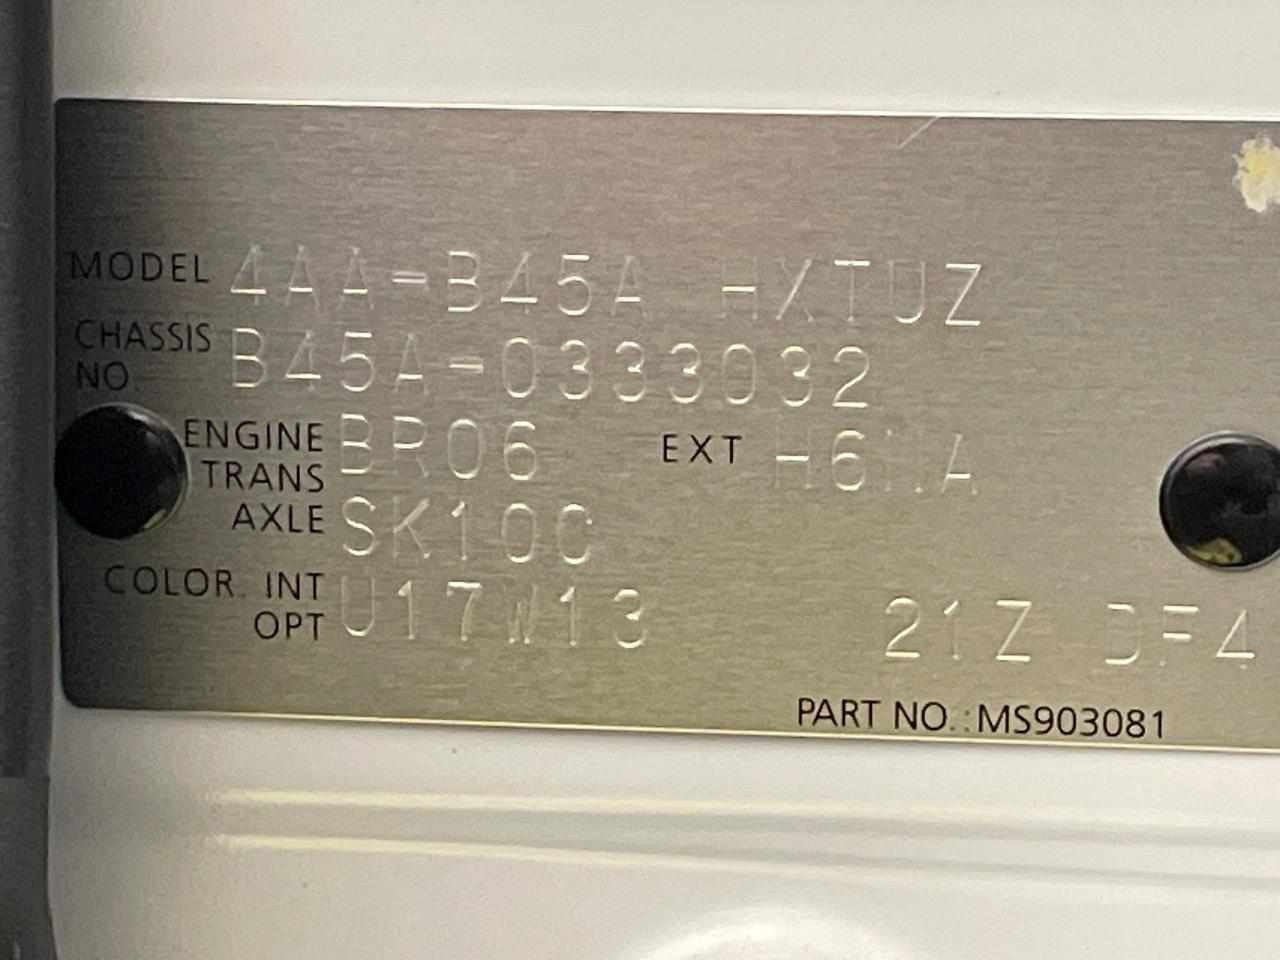 MODEL 4AA-B45A HXTUZ
CHASSIS NO. B45A-0333032
ENGINE BR06 EXT
TRANS
AXLE SK10C
COLOR. INT
OPT U17W13 21Z
PART NO.:MS903081